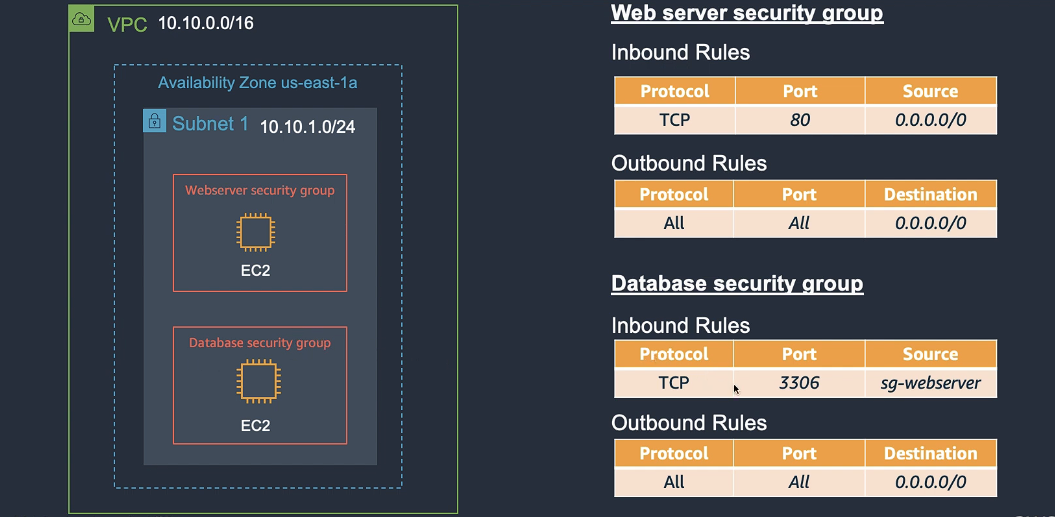 VPC 10.10.0.0/16
Availability Zone us-east-1a
Subnet 1 10.10.1.0/24
Webserver security group
EC2
Database security group
EC2
Web server security group
Inbound Rules
Protocol Port Source
TCP 80 0.0.0.0/0
Outbound Rules
Protocol Port Destination
All All 0.0.0.0/0
Database security group
Inbound Rules
Protocol Port Source
TCP 3306 sg-webserver
Outbound Rules
Protocol Port Destination
All All 0.0.0.0/0